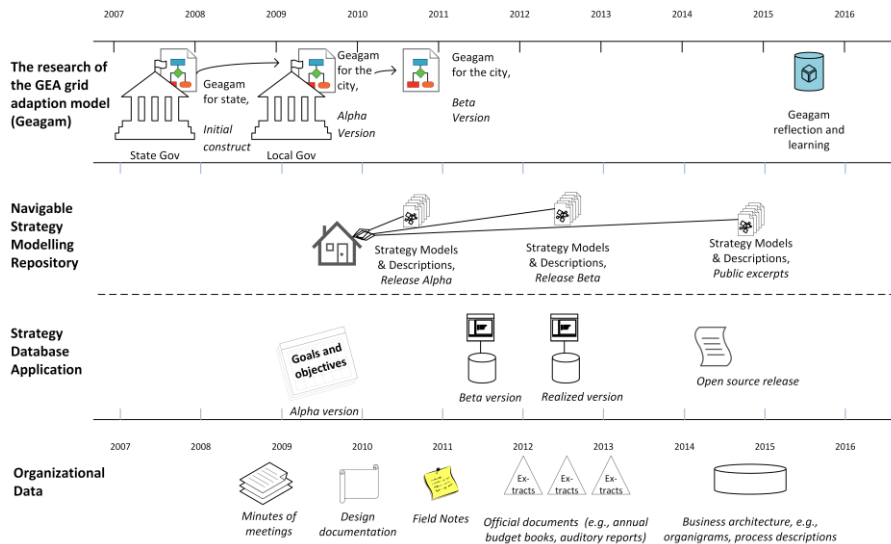 2007 2008 2009 2010 2011 2012 2013 2014 2015 2016
The research of
the GEA grid
adaption model
(Geagam)
Geagam
for state,
Initial
construct
State Gov
Geagam
for the
city,
Alpha
Version
Local Gov
Geagam
for the city,
Beta
Version
Geagam
reflection and
learning
Navigable
Strategy
Modelling
Repository
Strategy Models
& Descriptions,
Release Alpha
Strategy Models
& Descriptions,
Release Beta
Strategy Models
& Descriptions,
Public excerpts
Strategy
Database
Application
Goals and
objectives
Alpha version
Beta version
Realized version
Open source release
2007 2008 2009 2010 2011 2012 2013 2014 2015 2016
Organizational
Data
Minutes of
meetings
Design
documentation
Field Notes
Ex-
tracts
Ex-
tracts
Ex-
tracts
Official documents (e.g., annual
budget books, auditory reports)
Business architecture, e.g.,
organigrams, process descriptions